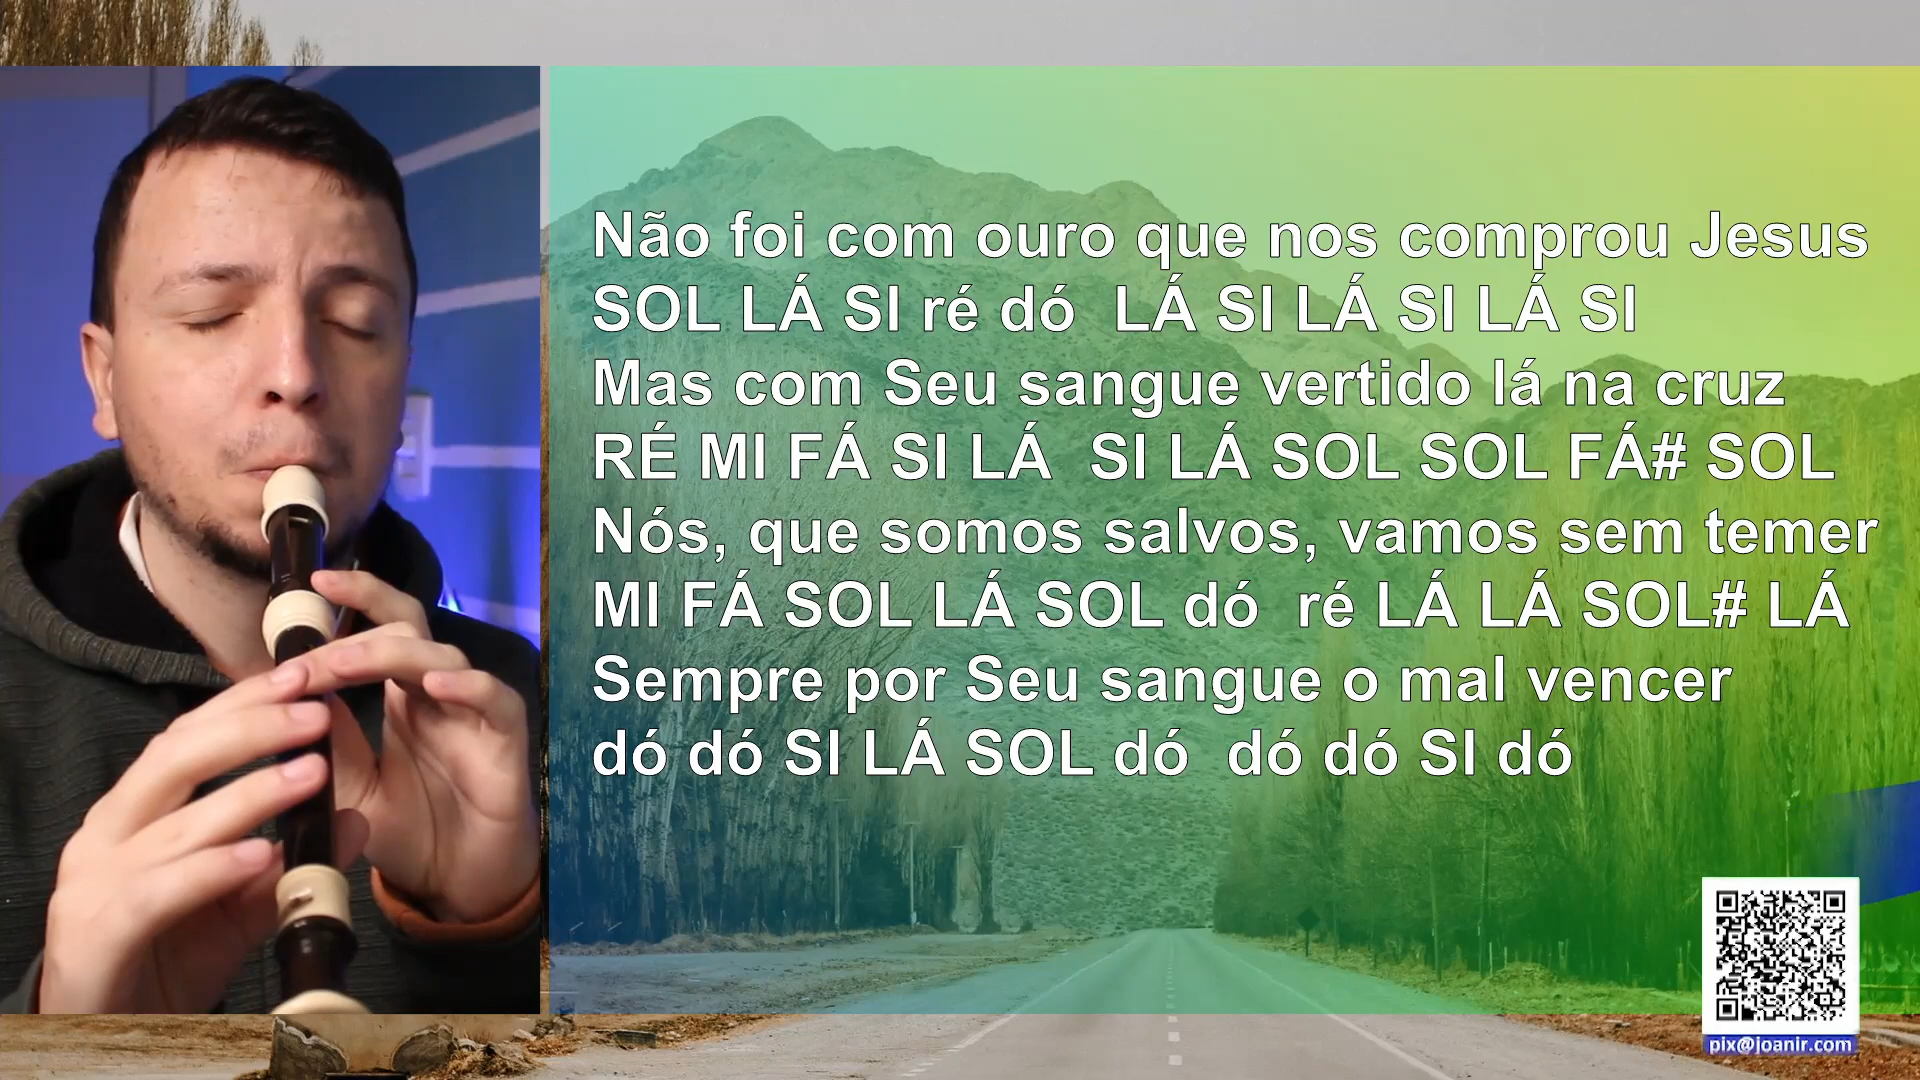 Não foi com ouro que nos comprou Jesus
SOL LÁ SI ré dó  LÁ SI LÁ SI LÁ SI
Mas com Seu sangue vertido lá na cruz
RÉ MI FÁ SI LÁ  SI LÁ SOL SOL FÁ# SOL
Nós, que somos salvos, vamos sem temer
MI FÁ SOL LÁ SOL dó  ré LÁ LÁ SOL# LÁ
Sempre por Seu sangue o mal vencer
dó dó SI LÁ SOL dó  dó dó SI dó
pix@joanir.com